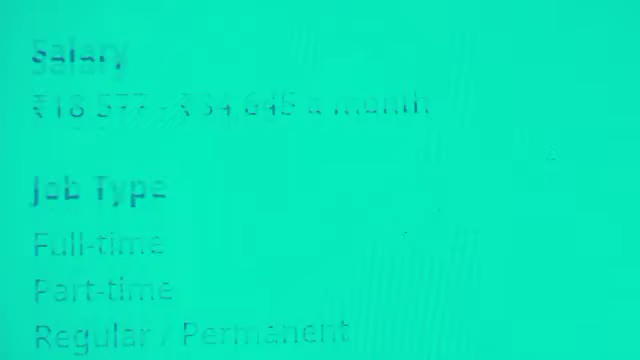 Salary
₹18,577 - ₹34,645 a month
Job Type
Full-time
Part-time
Regular / Permanent